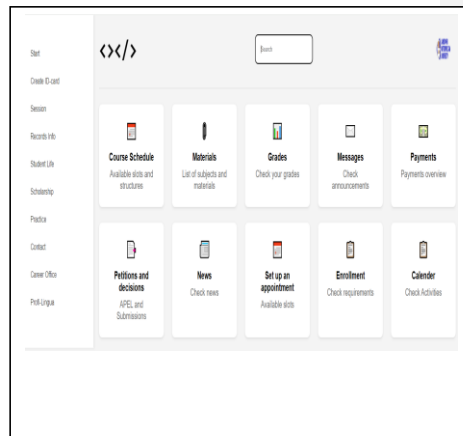 Start
Create ID-card
Session
Records Info
Student Life
Scholarship
Practice
Contact
Career Office
Profi-Lingua
<></>
Search
Course Schedule
Available slots and
structures
Materials
List of subjects and
materials
Grades
Check your grades
Messages
Check
announcements
Payments
Payments overview
Petitions and
decisions
APEL and
Submissions
News
Check news
Set up an
appointment
Available slots
Enrollment
Check requirements
Calender
Check Activities